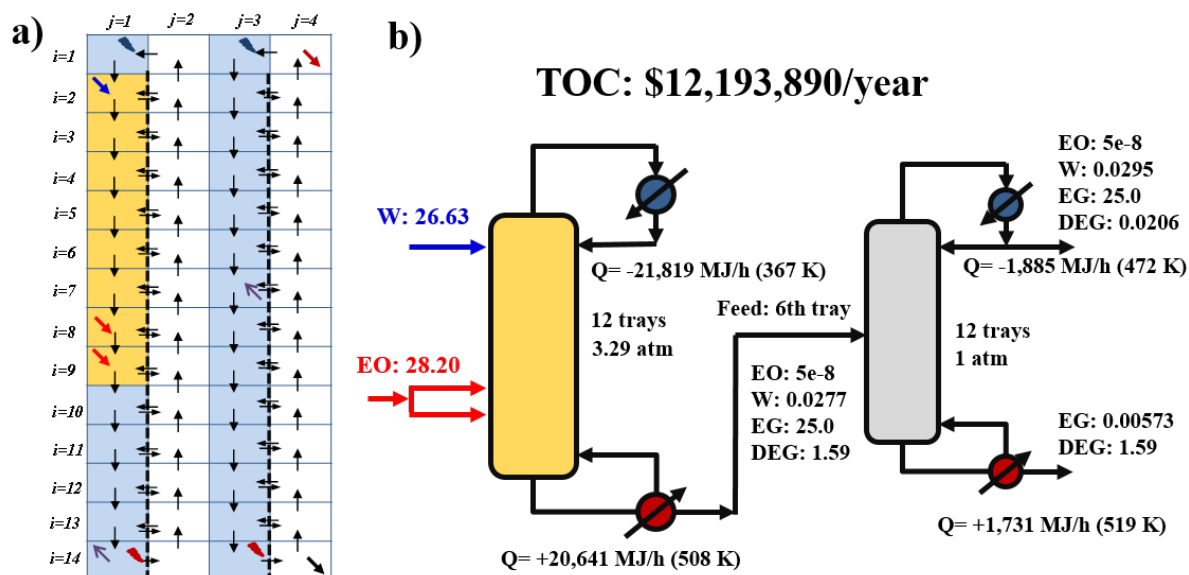 a)
j=1 j=2 j=3 j=4
i=1
i=2
i=3
i=4
i=5
i=6
i=7
i=8
i=9
i=10
i=11
i=12
i=13
i=14
b)
TOC: $12,193,890/year
W: 26.63
EO: 28.20
Q= -21,819 MJ/h (367 K)
12 trays
3.29 atm
Q= +20,641 MJ/h (508 K)
Feed: 6th tray
EO: 5e-8
W: 0.0277
EG: 25.0
DEG: 1.59
EO: 5e-8
W: 0.0295
EG: 25.0
DEG: 0.0206
Q= -1,885 MJ/h (472 K)
12 trays
1 atm
EG: 0.00573
DEG: 1.59
Q= +1,731 MJ/h (519 K)